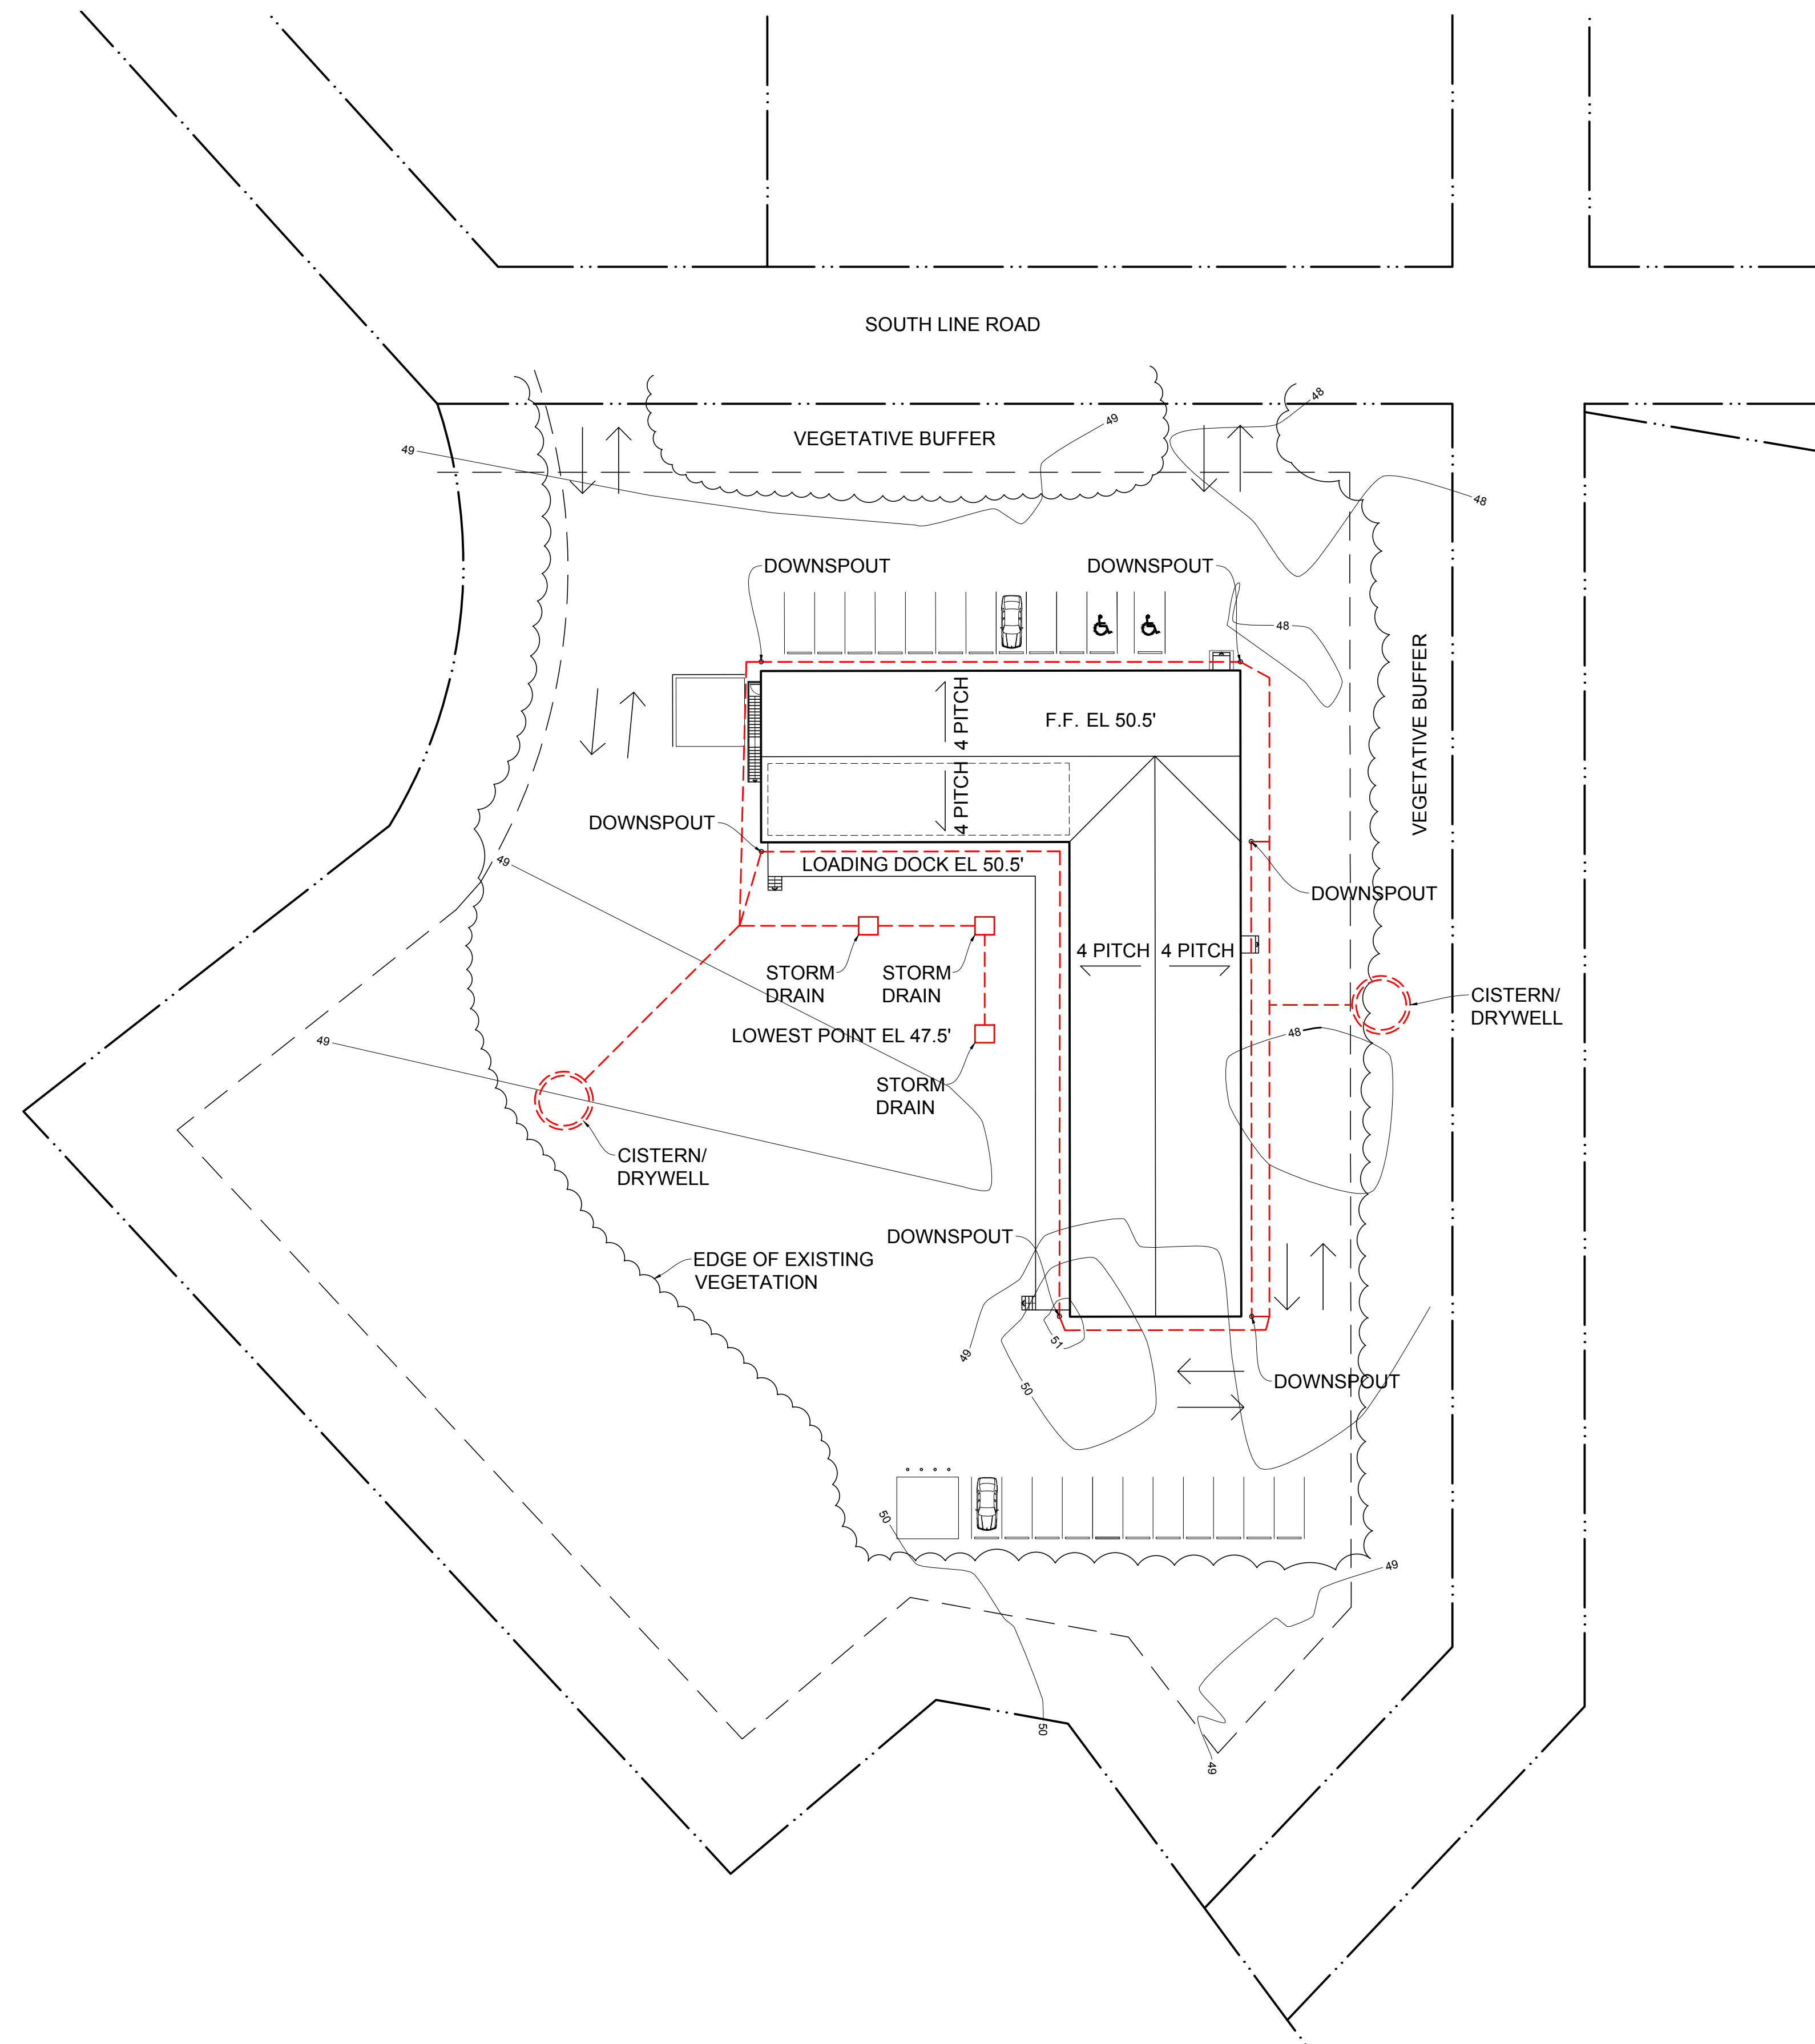 SOUTH LINE ROAD
48
49
VEGETATIVE BUFFER
49
48
DOWNSPOUT
DOWNSPOUT
48
VEGETATIVE BUFFER
4 PITCH
F.F. EL 50.5'
4 PITCH
DOWNSPOUT
49
LOADING DOCK EL 50.5'
DOWNSPOUT
4 PITCH
4 PITCH
STORM
DRAIN
STORM
DRAIN
CISTERN/
DRYWELL
LOWEST POINT EL 47.5'
48
49
STORM
DRAIN
CISTERN/
DRYWELL
DOWNSPOUT
EDGE OF EXISTING
VEGETATION
51
49
50
DOWNSPOUT
50
49
50
49